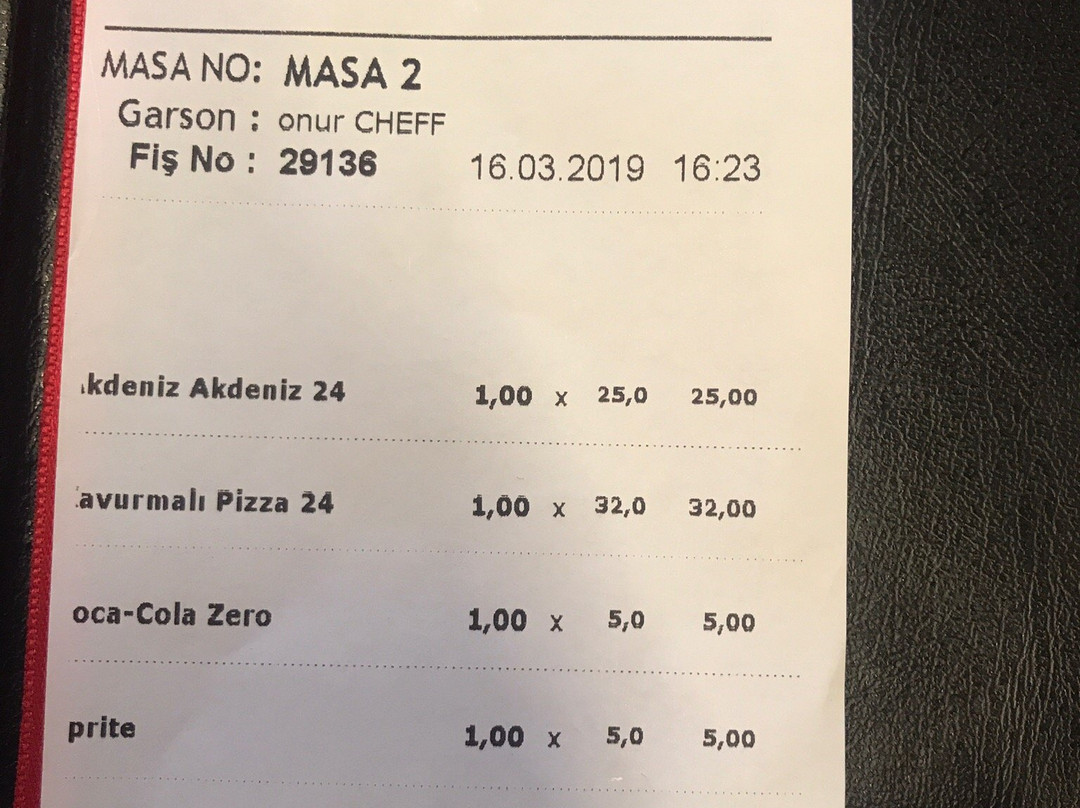 MASA NO: MASA 2
Garson : onur CHEFF
Fiş No : 29136 16.03.2019 16:23
kdeniz Akdeniz 24 1,00 x 25,0 25,00
avurmalı Pizza 24 1,00 x 32,0 32,00
oca-Cola Zero 1,00 x 5,0 5,00
prite 1,00 x 5,0 5,00